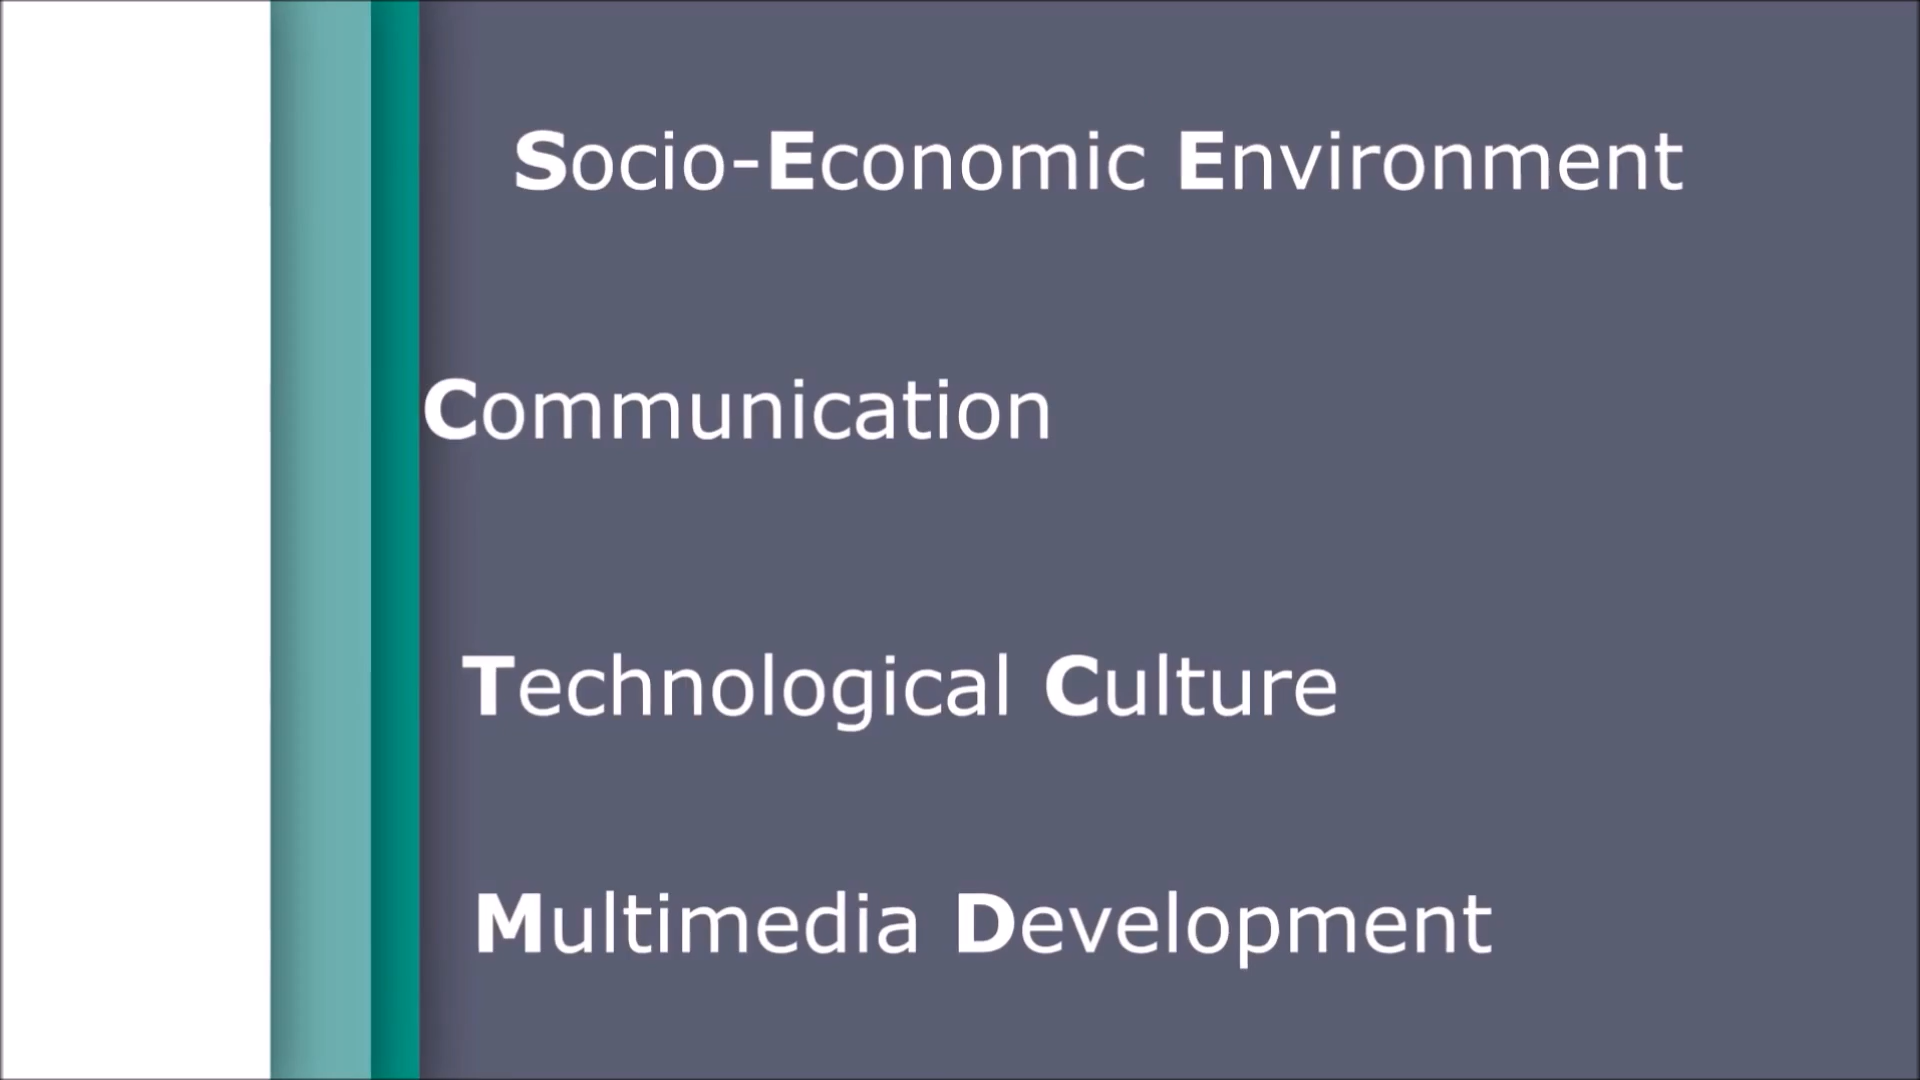 Socio-Economic Environment
Communication
Technological Culture
Multimedia Development